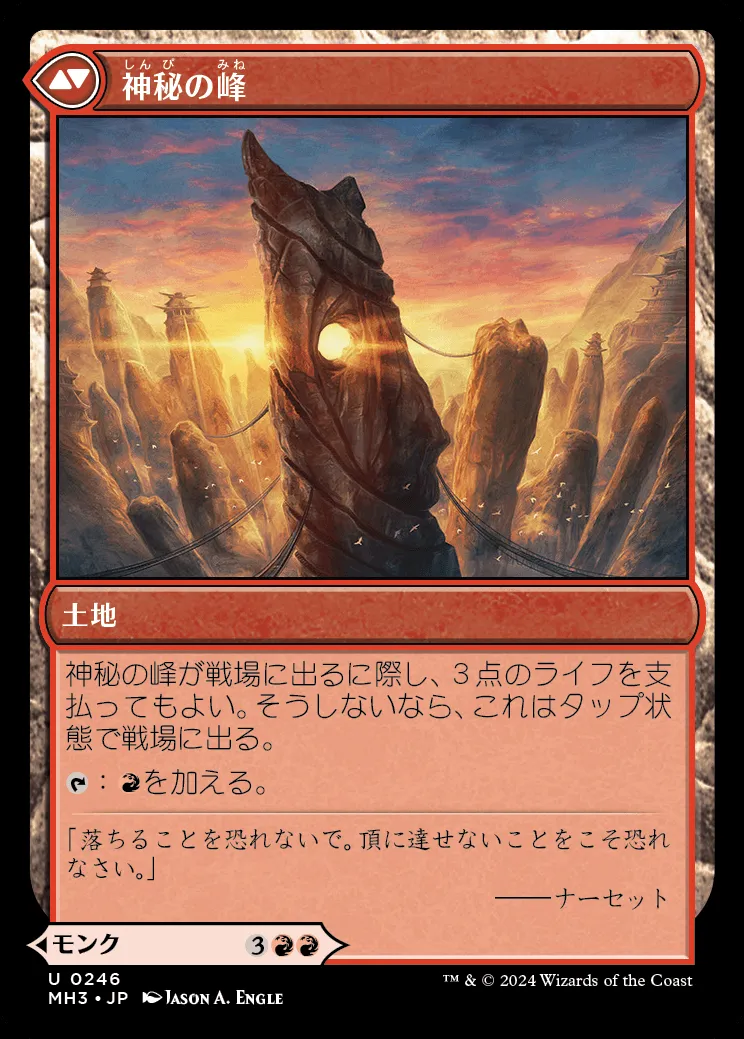 しんぴ みね
神秘の峰
土地
神秘の峰が戦場に出るに際し、3点のライフを支
払ってもよい。そうしないなら、これはタップ状
態で戦場に出る。
：を加える。
「落ちることを恐れないで。頂に達せないことをこそ恐れ
なさい。」
――ナーセット
モンク 3
U 0246
MH3 • JP Jason A. Engle
™ & © 2024 Wizards of the Coast